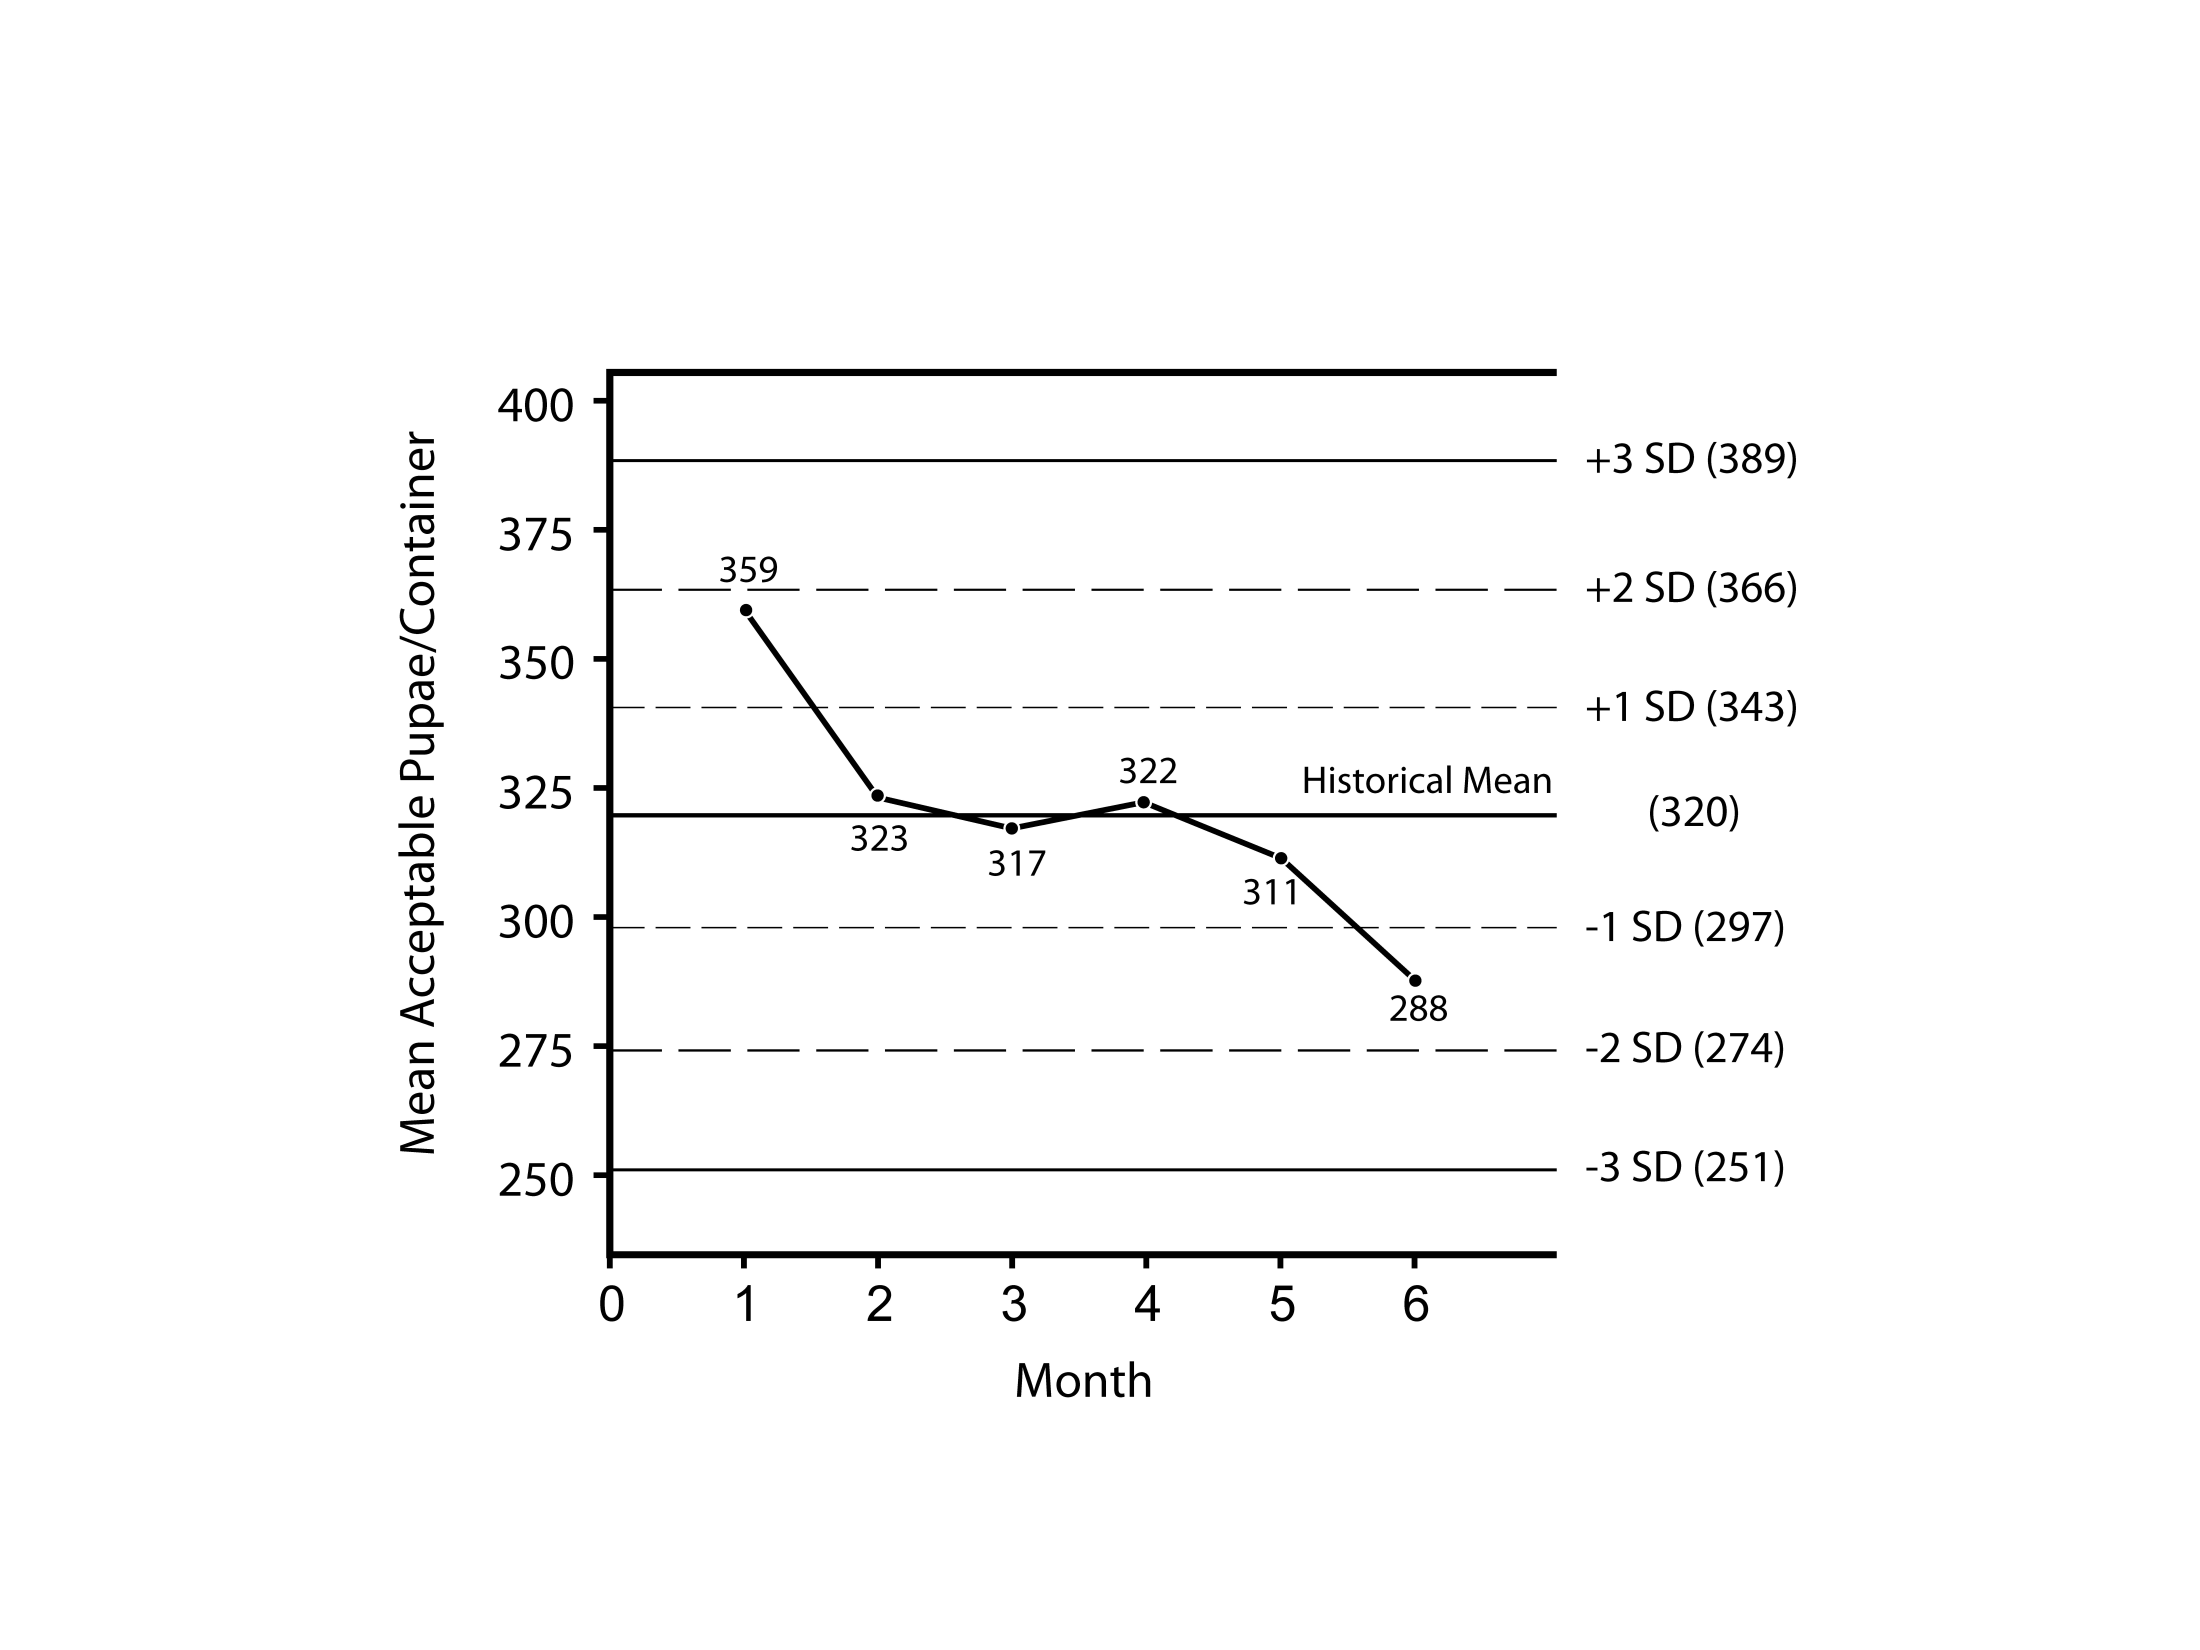 400
+3 SD (389)
375
359
+2 SD (366)
350
+1 SD (343)
322
Historical Mean
325
(320)
323
317
311
300
-1 SD (297)
288
275
-2 SD (274)
250
-3 SD (251)
Mean Acceptable Pupae/Container
0 1 2 3 4 5 6
Month